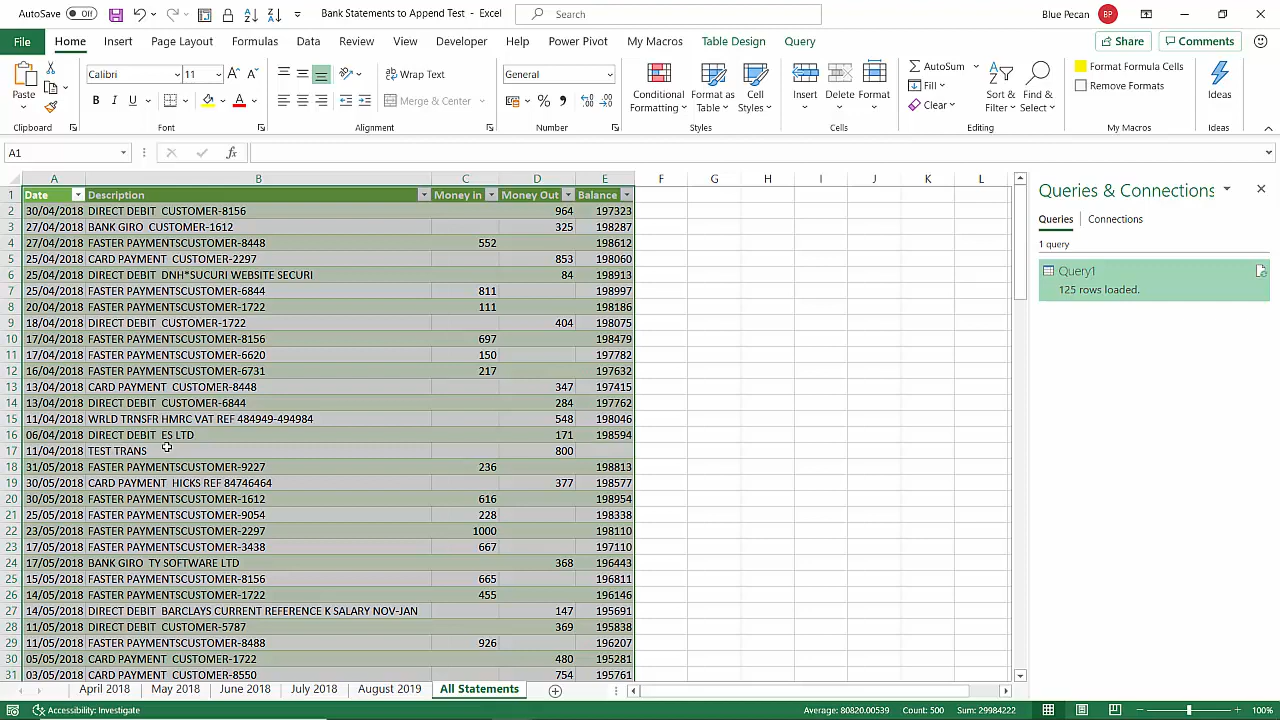 AutoSave Off Bank Statements to Append Test - Excel Search Blue Pecan BP
File Home Insert Page Layout Formulas Data Review View Developer Help Power Pivot My Macros Table Design Query Share Comments
Paste Calibri 11 Wrap Text General Conditional Formatting Format as Table Cell Styles Insert Delete Format AutoSum Sort & Filter Find & Select Format Formula Cells Ideas
B I U Merge & Center Fill Clear Remove Formats
Clipboard Font Alignment Number Styles Cells Editing My Macros Ideas
A1 fx
A B C D E F G H I J K L
1 Date Description Money in Money Out Balance
2 30/04/2018 DIRECT DEBIT CUSTOMER-8156 964 197323
3 27/04/2018 BANK GIRO CUSTOMER-1612 325 198287
4 27/04/2018 FASTER PAYMENTSCUSTOMER-8448 552 198612
5 25/04/2018 CARD PAYMENT CUSTOMER-2297 853 198060
6 25/04/2018 DIRECT DEBIT DNH*SUCURI WEBSITE SECURI 84 198913
7 25/04/2018 FASTER PAYMENTSCUSTOMER-6844 811 198997
8 20/04/2018 FASTER PAYMENTSCUSTOMER-1722 111 198186
9 18/04/2018 DIRECT DEBIT CUSTOMER-1722 404 198075
10 17/04/2018 FASTER PAYMENTSCUSTOMER-8156 697 198479
11 17/04/2018 FASTER PAYMENTSCUSTOMER-6620 150 197782
12 16/04/2018 FASTER PAYMENTSCUSTOMER-6731 217 197632
13 13/04/2018 CARD PAYMENT CUSTOMER-8448 347 197415
14 13/04/2018 DIRECT DEBIT CUSTOMER-6844 284 197762
15 11/04/2018 WRLD TRNSFR HMRC VAT REF 484949-494984 548 198046
16 06/04/2018 DIRECT DEBIT ES LTD 171 198594
17 11/04/2018 TEST TRANS 800
18 31/05/2018 FASTER PAYMENTSCUSTOMER-9227 236 198813
19 30/05/2018 CARD PAYMENT HICKS REF 84746464 377 198577
20 30/05/2018 FASTER PAYMENTSCUSTOMER-1612 616 198954
21 25/05/2018 FASTER PAYMENTSCUSTOMER-9054 228 198338
22 23/05/2018 FASTER PAYMENTSCUSTOMER-2297 1000 198110
23 17/05/2018 FASTER PAYMENTSCUSTOMER-3438 667 197110
24 17/05/2018 BANK GIRO TY SOFTWARE LTD 368 196443
25 15/05/2018 FASTER PAYMENTSCUSTOMER-8156 665 196811
26 14/05/2018 FASTER PAYMENTSCUSTOMER-1722 455 196146
27 14/05/2018 DIRECT DEBIT BARCLAYS CURRENT REFERENCE K SALARY NOV-JAN 147 195691
28 11/05/2018 DIRECT DEBIT CUSTOMER-5787 369 195838
29 11/05/2018 FASTER PAYMENTSCUSTOMER-8488 926 196207
30 05/05/2018 CARD PAYMENT CUSTOMER-1722 480 195281
31 03/05/2018 CARD PAYMENT CUSTOMER-8550 754 195761
Queries & Connections
Queries Connections
1 query
Query1
125 rows loaded.
April 2018 May 2018 June 2018 July 2018 August 2019 All Statements
Accessibility: Investigate Average: 80820.00539 Count: 500 Sum: 29984222 100%